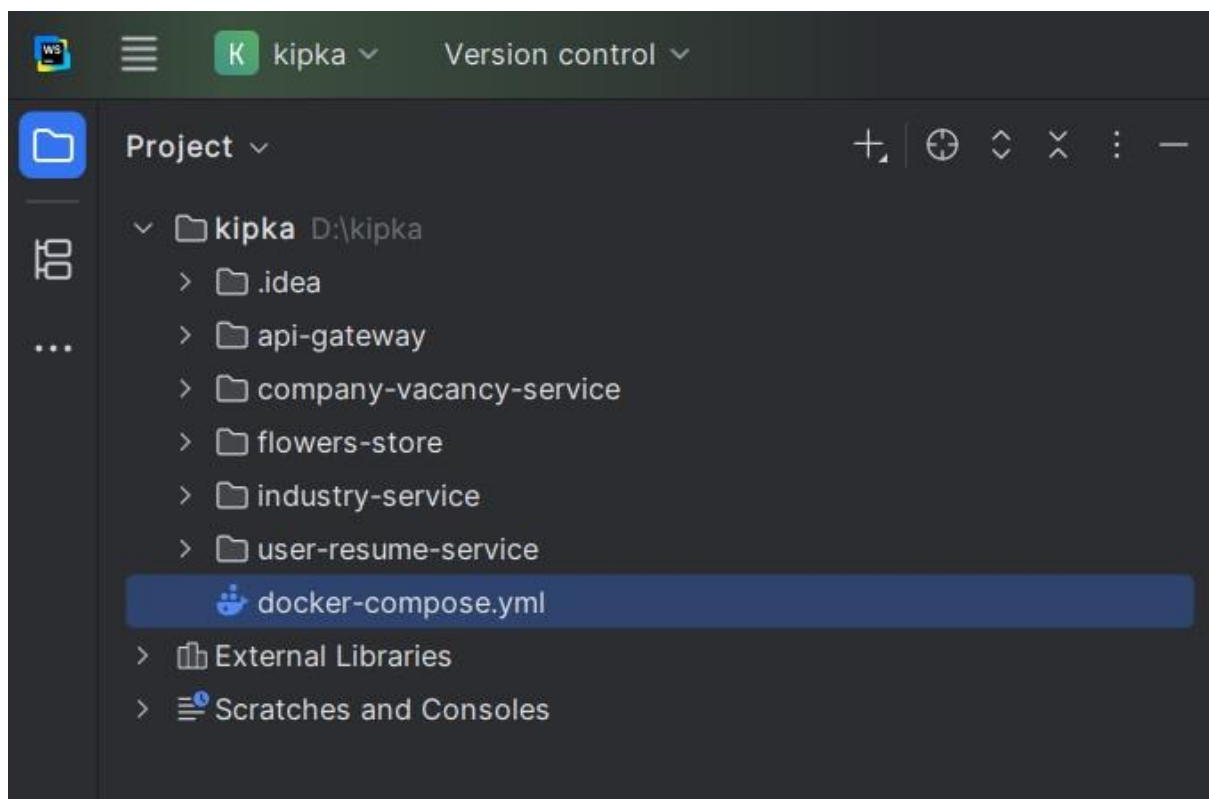 WS
K kipka Version control
Project
kipka D:\kipka
.idea
api-gateway
company-vacancy-service
flowers-store
industry-service
user-resume-service
docker-compose.yml
External Libraries
Scratches and Consoles